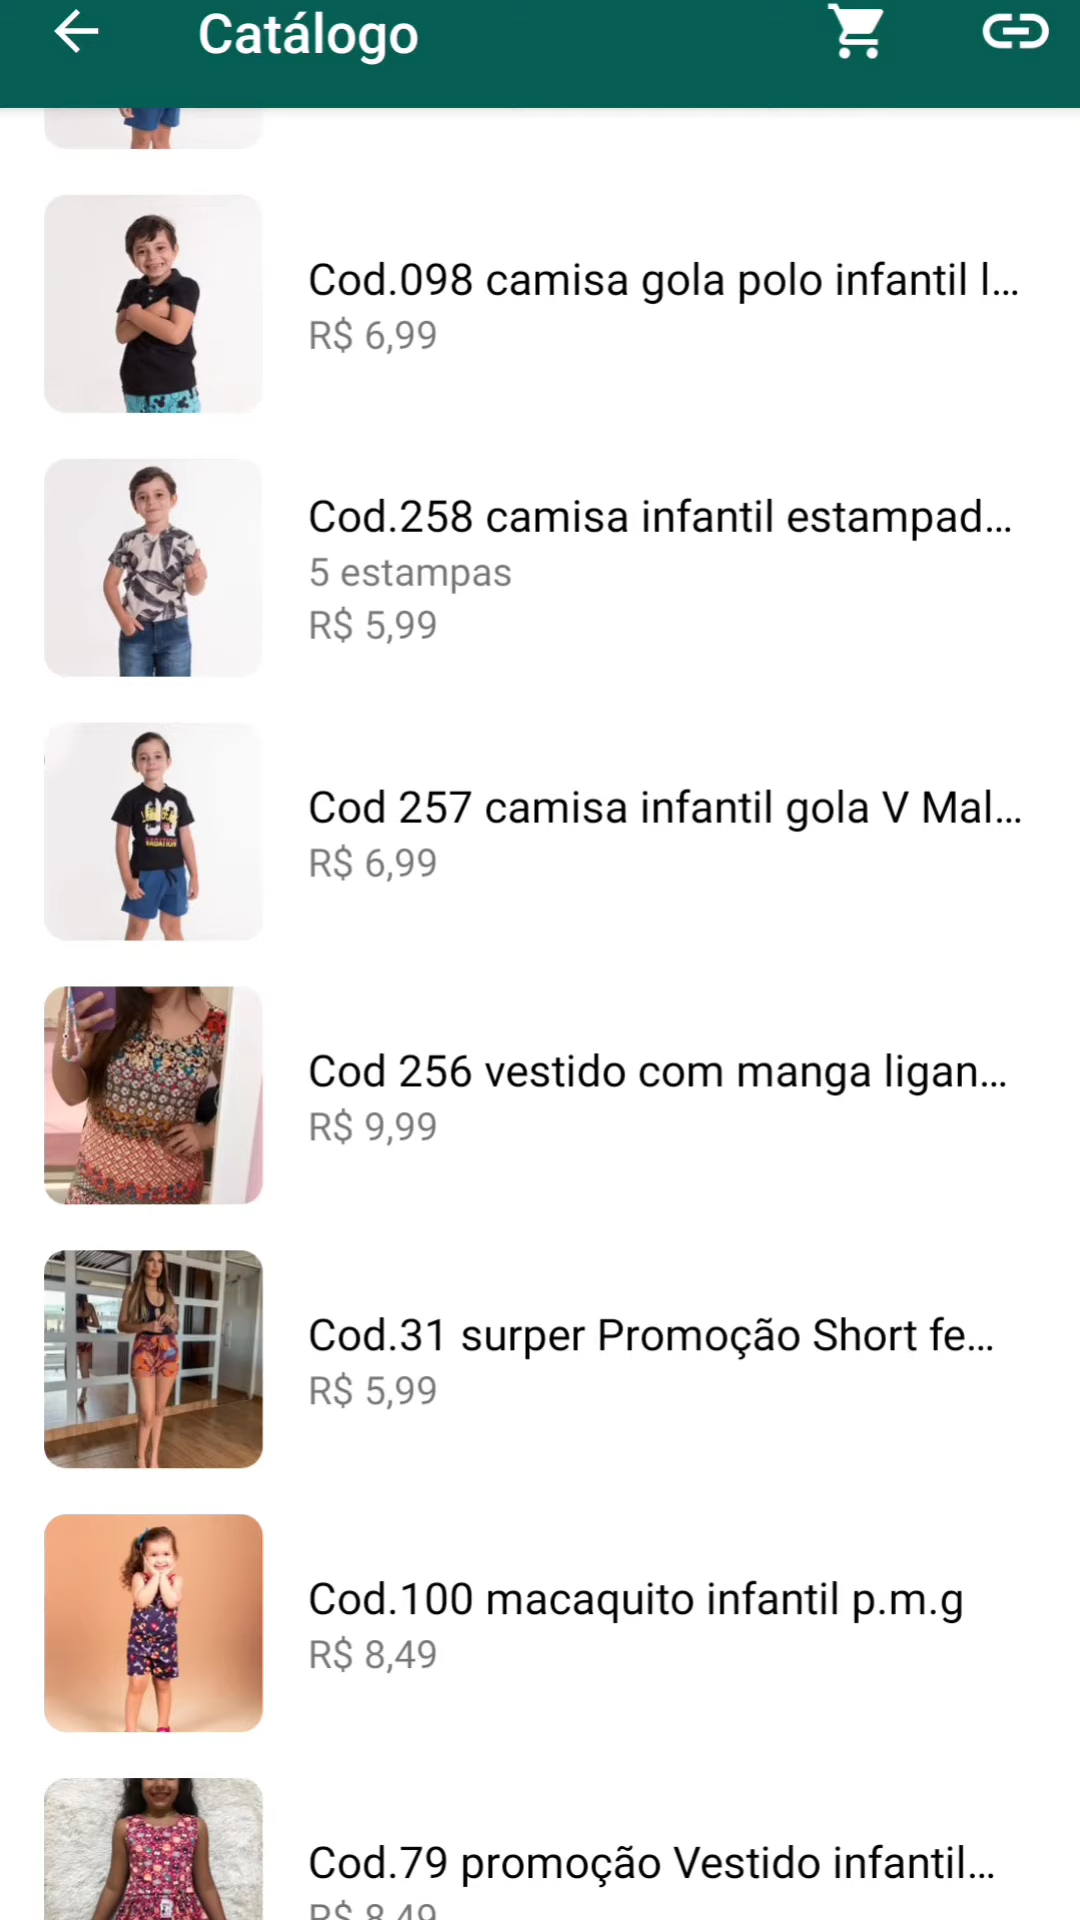 Catálogo
Cod.098 camisa gola polo infantil l...
R$ 6,99
Cod.258 camisa infantil estampad...
5 estampas
R$ 5,99
Cod 257 camisa infantil gola V Mal...
R$ 6,99
Cod 256 vestido com manga ligan...
R$ 9,99
Cod.31 surper Promoção Short fe...
R$ 5,99
Cod.100 macaquito infantil p.m.g
R$ 8,49
Cod.79 promoção Vestido infantil...
R$ 8,49